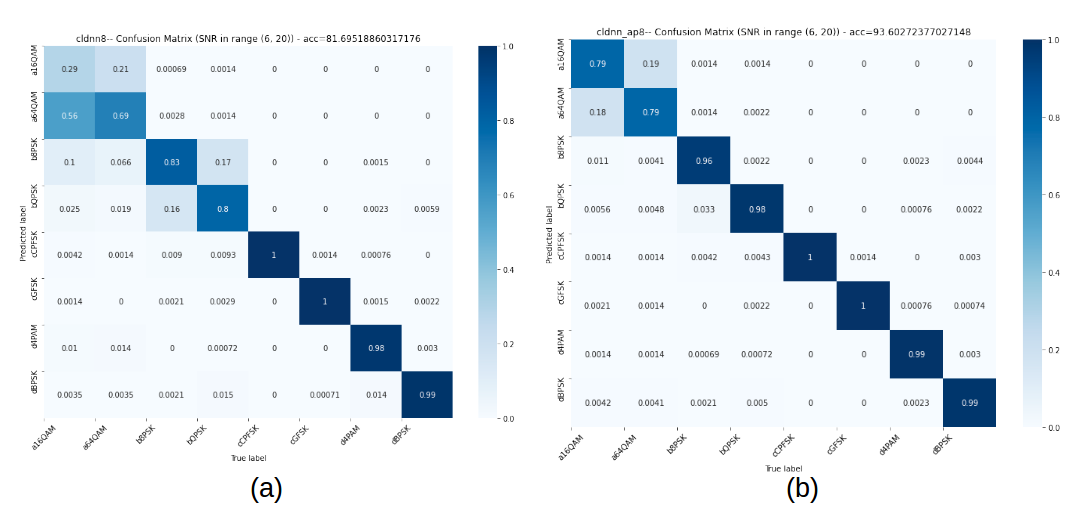 cldnn8-- Confusion Matrix (SNR in range (6, 20)) - acc=81.69518860317176
a16QAM 0.29 0.21 0.00069 0.0014 0 0 0 0
a64QAM 0.56 0.69 0.0028 0.0014 0 0 0 0
b8PSK 0.1 0.066 0.83 0.17 0 0 0.0015 0
bQPSK 0.025 0.019 0.16 0.8 0 0 0.0023 0.0059
cCPFSK 0.0042 0.0014 0.009 0.0093 1 0.0014 0.00076 0
cGFSK 0.0014 0 0.0021 0.0029 0 1 0.0015 0.0022
d4PAM 0.01 0.014 0 0.00072 0 0 0.98 0.003
dBPSK 0.0035 0.0035 0.0021 0.015 0 0.00071 0.014 0.99
Predicted label
a16QAM a64QAM b8PSK bQPSK cCPFSK cGFSK d4PAM dBPSK
True label
1.0
0.8
0.6
0.4
0.2
0.0
(a)
cldnn_ap8-- Confusion Matrix (SNR in range (6, 20)) - acc=93.60272377027148
a16QAM 0.79 0.19 0.0014 0.0014 0 0 0 0
a64QAM 0.18 0.79 0.0014 0.0022 0 0 0 0
b8PSK 0.011 0.0041 0.96 0.0022 0 0 0.0023 0.0044
bQPSK 0.0056 0.0048 0.033 0.98 0 0 0.00076 0.0022
cCPFSK 0.0014 0.0014 0.0042 0.0043 1 0.0014 0 0.003
cGFSK 0.0021 0.0014 0 0.0022 0 1 0.00076 0.00074
d4PAM 0.0014 0.0014 0.00069 0.00072 0 0 0.99 0.003
dBPSK 0.0042 0.0041 0.0021 0.005 0 0 0.0023 0.99
Predicted label
a16QAM a64QAM b8PSK bQPSK cCPFSK cGFSK d4PAM dBPSK
True label
1.0
0.8
0.6
0.4
0.2
0.0
(b)